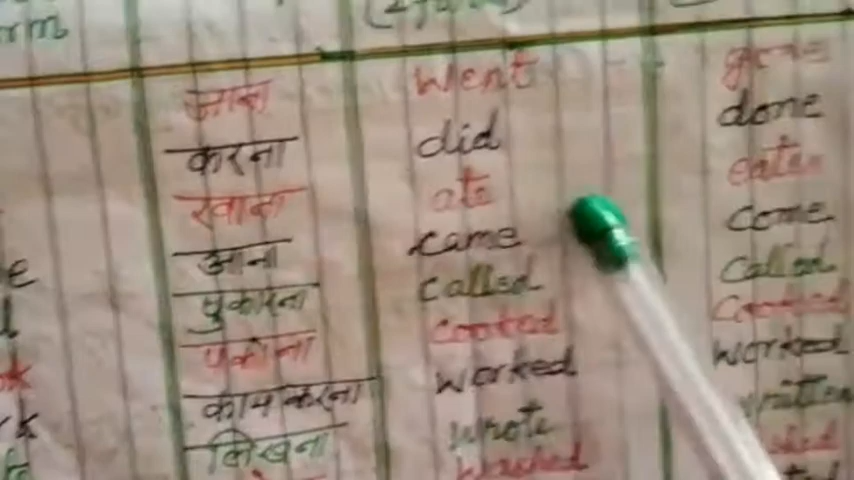 जाना went gone
करना did done
खाना ate eaten
आना came come
पुकारना called called
पकाना cooked cooked
काम करना worked worked
लिखना wrote written
washed